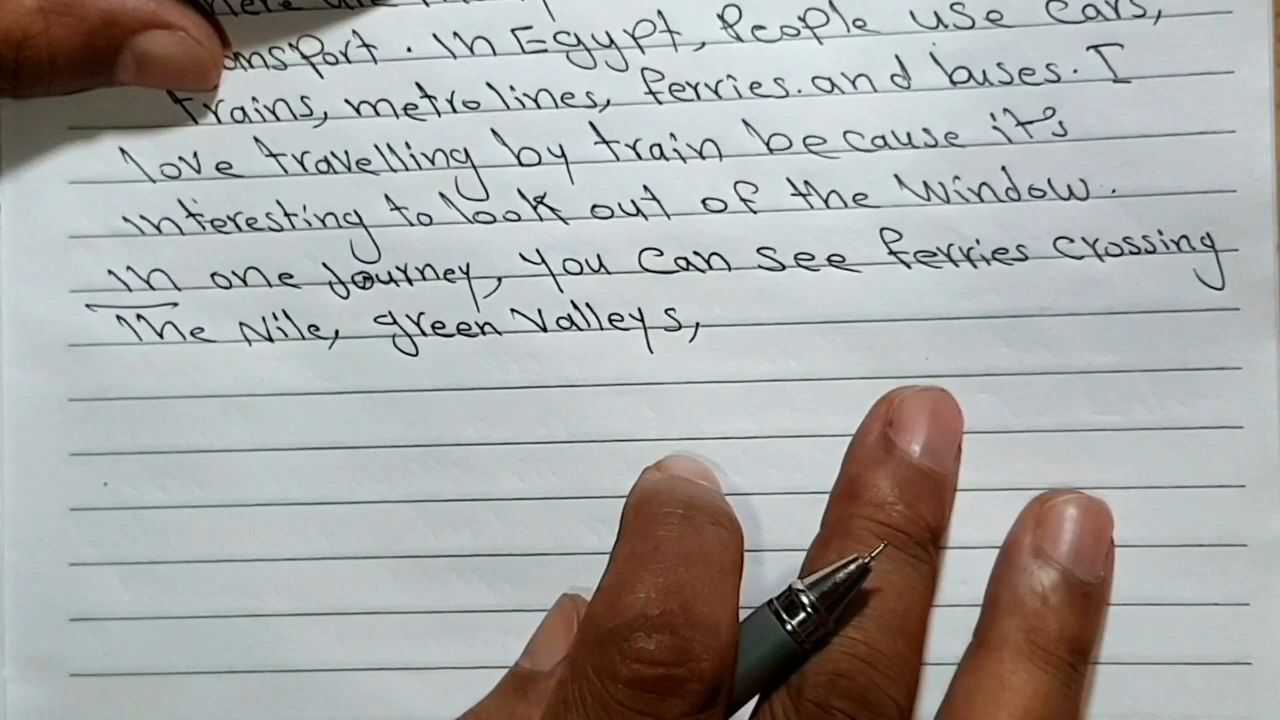 onsport. In Egypt, People use cars,
trains, metro lines, ferries. and buses. I
love travelling by train because it's
interesting to look out of the window.
in one journey, you can see ferries crossing
the Nile, green valleys,